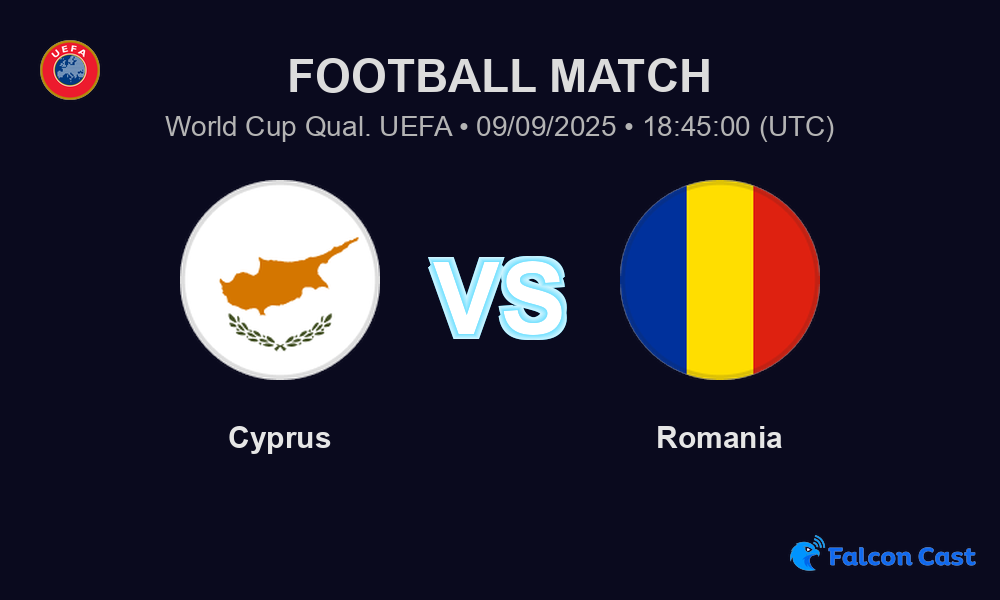 UEFA
FOOTBALL MATCH
World Cup Qual. UEFA • 09/09/2025 • 18:45:00 (UTC)
VS
Cyprus
Romania
Falcon Cast